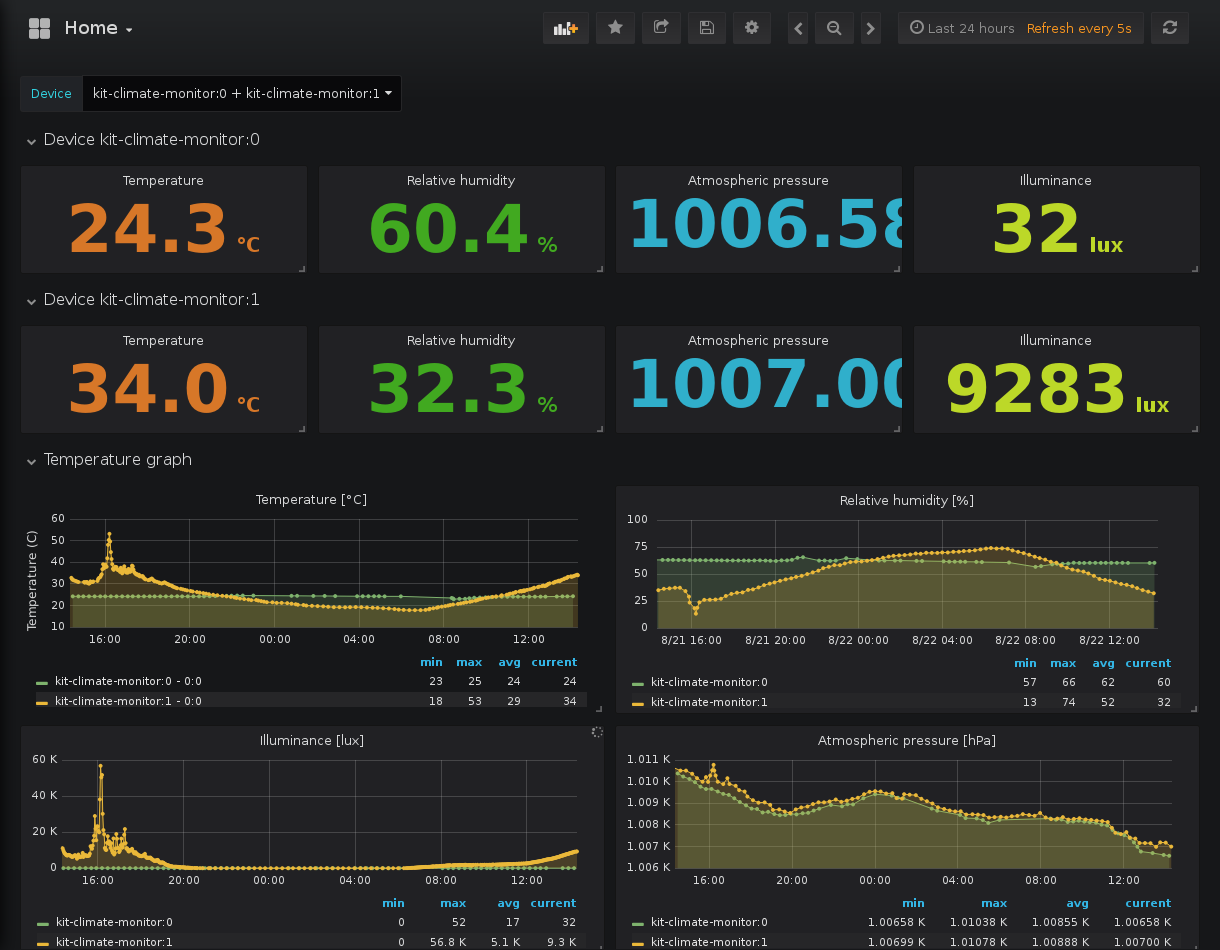 Home
Last 24 hours Refresh every 5s
Device kit-climate-monitor:0 + kit-climate-monitor:1
Device kit-climate-monitor:0
Temperature Relative humidity Atmospheric pressure Illuminance
24.3 °C 60.4 % 1006.58 32 lux
Device kit-climate-monitor:1
Temperature Relative humidity Atmospheric pressure Illuminance
34.0 °C 32.3 % 1007.00 9283 lux
Temperature graph
Temperature [°C]
Temperature (C)
60
50
40
30
20
10
16:00 20:00 00:00 04:00 08:00 12:00
min max avg current
kit-climate-monitor:0 - 0:0 23 25 24 24
kit-climate-monitor:1 - 0:0 18 53 29 34
Relative humidity [%]
100
75
50
25
0
8/21 16:00 8/21 20:00 8/22 00:00 8/22 04:00 8/22 08:00 8/22 12:00
min max avg current
kit-climate-monitor:0 57 66 62 60
kit-climate-monitor:1 13 74 52 32
Illuminance [lux]
60 K
40 K
20 K
0
16:00 20:00 00:00 04:00 08:00 12:00
min max avg current
kit-climate-monitor:0 0 52 17 32
kit-climate-monitor:1 0 56.8 K 5.1 K 9.3 K
Atmospheric pressure [hPa]
1.011 K
1.010 K
1.009 K
1.008 K
1.007 K
1.006 K
16:00 20:00 00:00 04:00 08:00 12:00
min max avg current
kit-climate-monitor:0 1.00658 K 1.01038 K 1.00855 K 1.00658 K
kit-climate-monitor:1 1.00699 K 1.01078 K 1.00888 K 1.00700 K